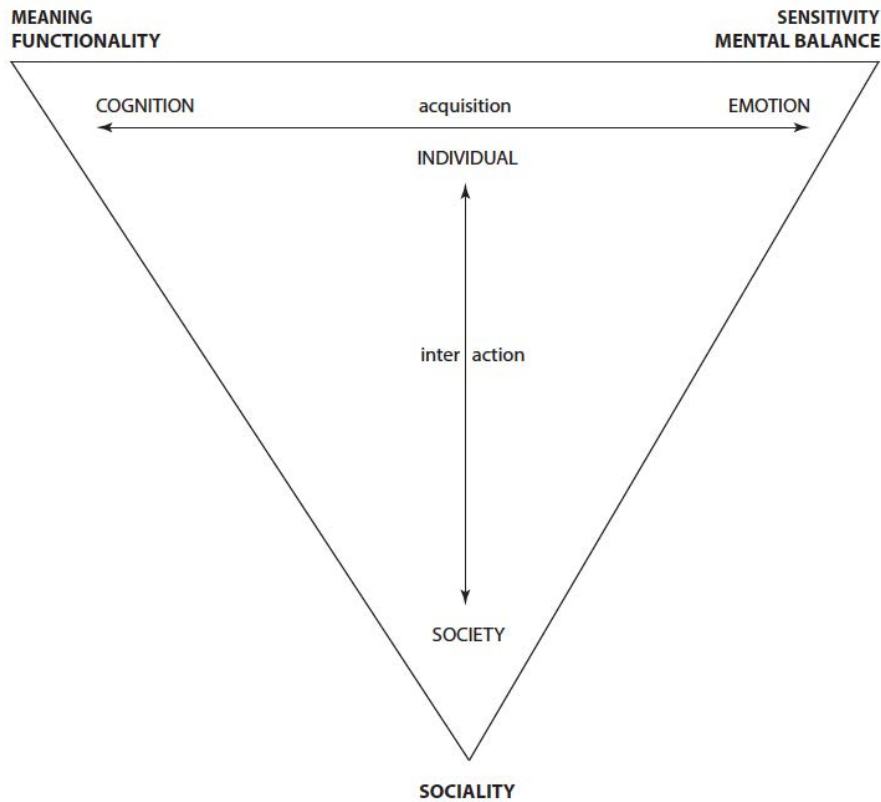 MEANING
FUNCTIONALITY
SENSITIVITY
MENTAL BALANCE
COGNITION acquisition EMOTION
INDIVIDUAL
inter action
SOCIETY
SOCIALITY